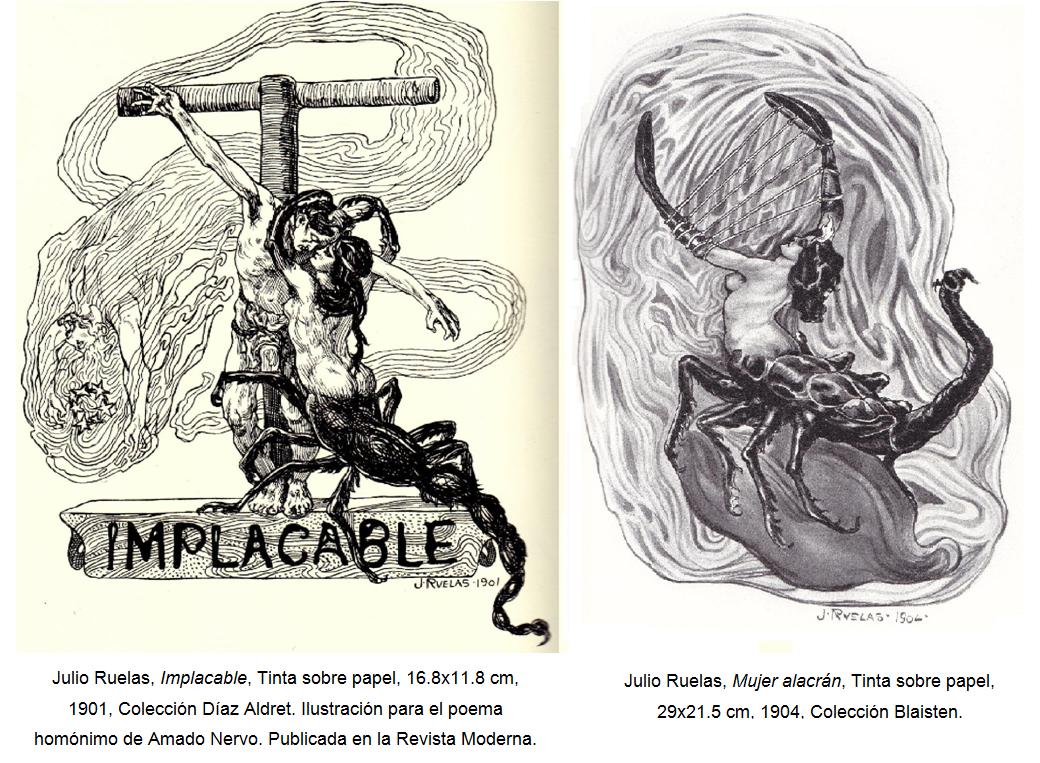 IMPLACABLE
J. RUELAS - 1901
J. RUELAS - 1904 -
Julio Ruelas, Implacable, Tinta sobre papel, 16.8x11.8 cm,
1901, Colección Díaz Aldret. Ilustración para el poema
homónimo de Amado Nervo. Publicada en la Revista Moderna.
Julio Ruelas, Mujer alacrán, Tinta sobre papel,
29x21.5 cm, 1904, Colección Blaisten.